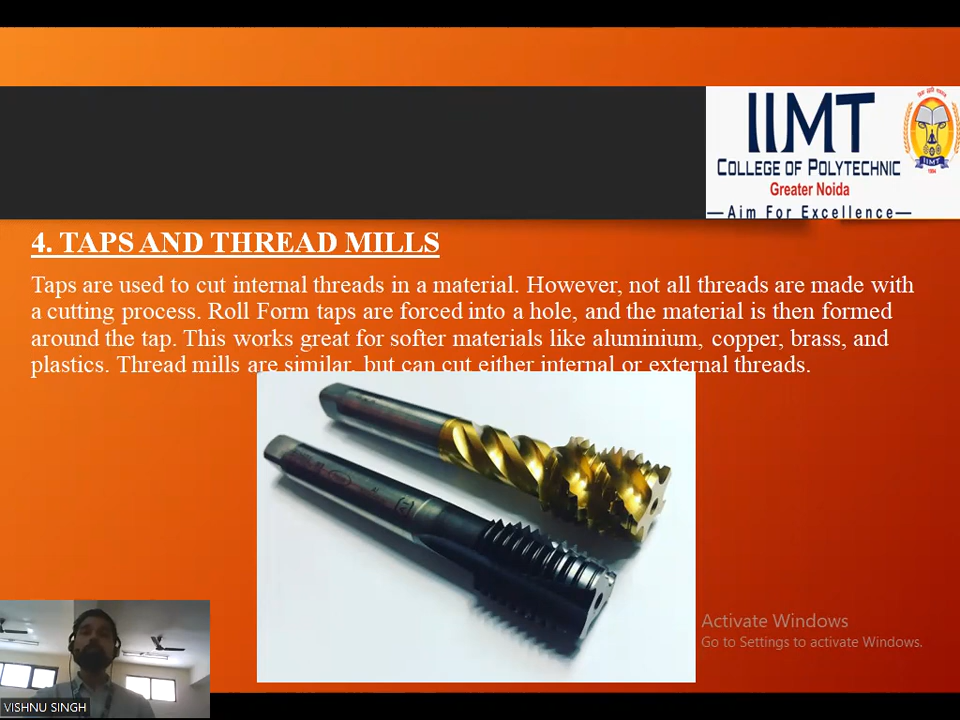 IIMT
COLLEGE OF POLYTECHNIC
Greater Noida
—Aim For Excellence—
IIMT
4. TAPS AND THREAD MILLS
Taps are used to cut internal threads in a material. However, not all threads are made with
a cutting process. Roll Form taps are forced into a hole, and the material is then formed
around the tap. This works great for softer materials like aluminium, copper, brass, and
plastics. Thread mills are similar, but can cut either internal or external threads.
Activate Windows
Go to Settings to activate Windows.
VISHNU SINGH